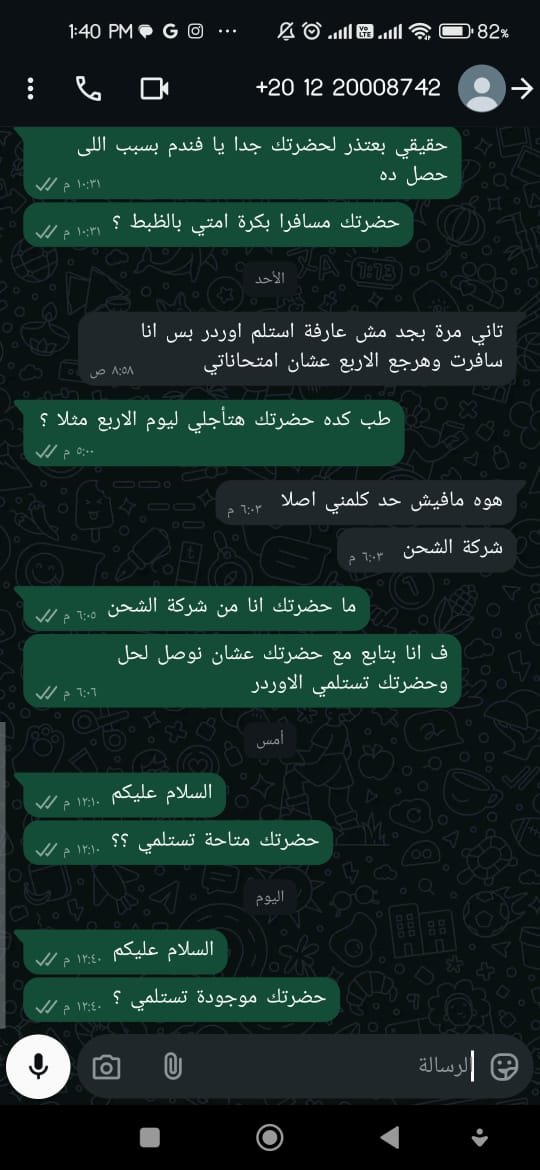 1:40 PM
82%
+20 12 20008742
حقيقي بعتذر لحضرتك جدا يا فندم بسبب اللى
حصل ده
١٠:٣١ م
حضرتك مسافرا بكرة امتي بالظبط ؟
١٠:٣١ م
الأحد
تاني مرة بجد مش عارفة استلم اوردر بس انا
سافرت وهرجع الاربع عشان امتحاناتي
٨:٥٨ ص
طب كده حضرتك هتأجلي ليوم الاربع مثلا ؟
٥:٠٠ م
هوه مافيش حد كلمني اصلا
٦:٠٣ م
شركة الشحن
٦:٠٣ م
ما حضرتك انا من شركة الشحن
٦:٠٥ م
ف انا بتابع مع حضرتك عشان نوصل لحل
وحضرتك تستلمي الاوردر
٦:٠٦ م
أمس
السلام عليكم
١٢:١٠ م
حضرتك متاحة تستلمي ؟؟
١٢:١٠ م
اليوم
السلام عليكم
١٢:٤٠ م
حضرتك موجودة تستلمي ؟
١٢:٤٠ م
الرسالة